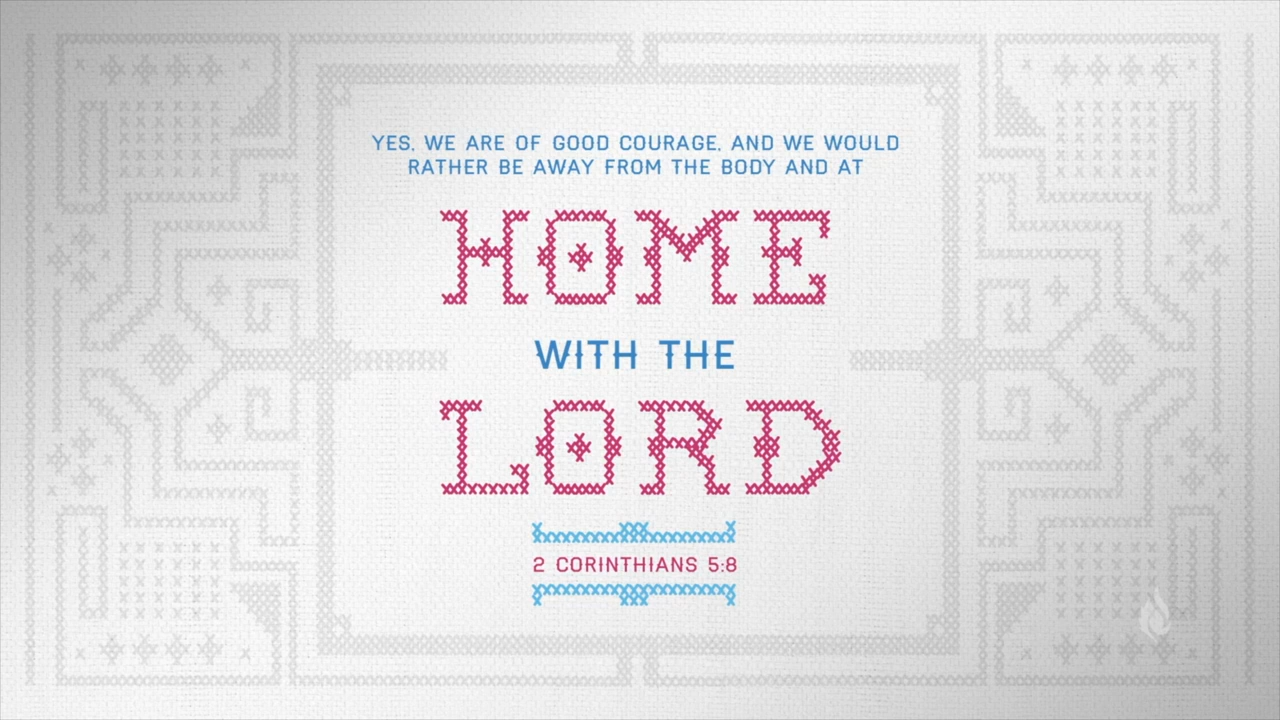 YES, WE ARE OF GOOD COURAGE, AND WE WOULD
RATHER BE AWAY FROM THE BODY AND AT
HOME
WITH THE
LORD
2 CORINTHIANS 5:8